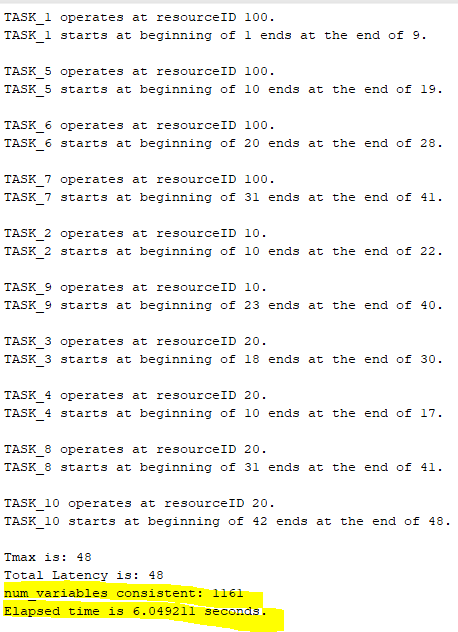 TASK_1 operates at resourceID 100.
TASK_1 starts at beginning of 1 ends at the end of 9.
TASK_5 operates at resourceID 100.
TASK_5 starts at beginning of 10 ends at the end of 19.
TASK_6 operates at resourceID 100.
TASK_6 starts at beginning of 20 ends at the end of 28.
TASK_7 operates at resourceID 100.
TASK_7 starts at beginning of 31 ends at the end of 41.
TASK_2 operates at resourceID 10.
TASK_2 starts at beginning of 10 ends at the end of 22.
TASK_9 operates at resourceID 10.
TASK_9 starts at beginning of 23 ends at the end of 40.
TASK_3 operates at resourceID 20.
TASK_3 starts at beginning of 18 ends at the end of 30.
TASK_4 operates at resourceID 20.
TASK_4 starts at beginning of 10 ends at the end of 17.
TASK_8 operates at resourceID 20.
TASK_8 starts at beginning of 31 ends at the end of 41.
TASK_10 operates at resourceID 20.
TASK_10 starts at beginning of 42 ends at the end of 48.
Tmax is: 48
Total Latency is: 48
num_variables consistent: 1161
Elapsed time is 6.049211 seconds.